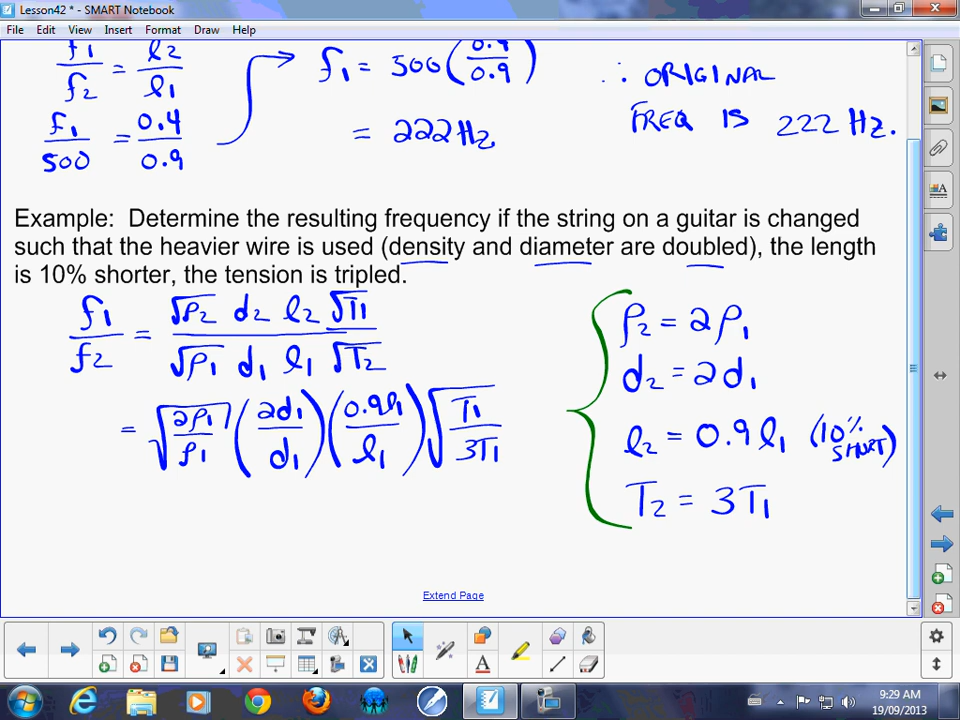 Lesson42 * - SMART Notebook
File Edit View Insert Format Draw Help
f1/f2 = l2/l1
f1 = 500(0.4/0.9)
∴ ORIGINAL
FREQ IS 222 Hz.
f1/500 = 0.4/0.9
= 222 Hz
Example: Determine the resulting frequency if the string on a guitar is changed
such that the heavier wire is used (density and diameter are doubled), the length
is 10% shorter, the tension is tripled.
f1/f2 = √ρ2 d2 l2 √T1 / √ρ1 d1 l1 √T2
= √(2ρ1/ρ1) (2d1/d1) (0.9l1/l1) √(T1/3T1)
ρ2 = 2ρ1
d2 = 2d1
l2 = 0.9 l1 (10% SHORT)
T2 = 3T1
Extend Page
9:29 AM
19/09/2013